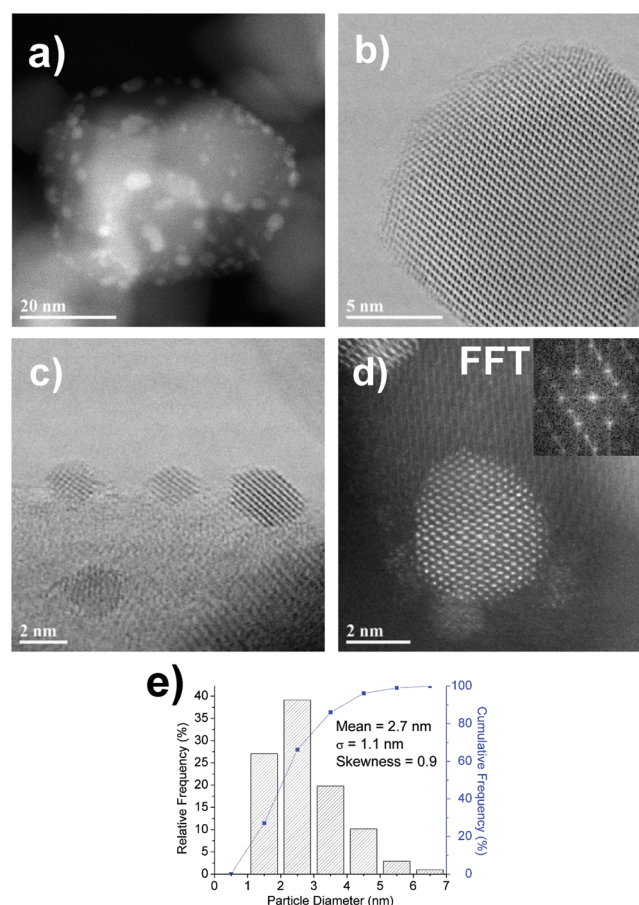 a)
20 nm
b)
5 nm
c)
2 nm
d)
FFT
2 nm
e)
Relative Frequency (%)
40
35
30
25
20
15
10
5
0
Mean = 2.7 nm
σ = 1.1 nm
Skewness = 0.9
100
80
60
40
20
0
Cumulative Frequency (%)
0 1 2 3 4 5 6 7
Particle Diameter (nm)